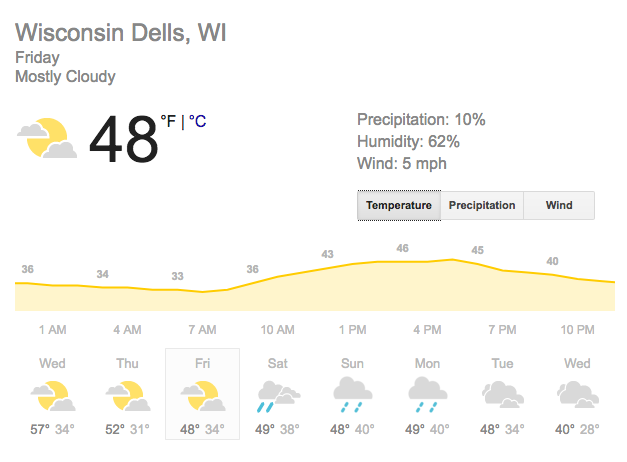 Wisconsin Dells, WI
Friday
Mostly Cloudy
48 °F | °C
Precipitation: 10%
Humidity: 62%
Wind: 5 mph
Temperature Precipitation Wind
36 34 33 36 43 46 45 40
1 AM 4 AM 7 AM 10 AM 1 PM 4 PM 7 PM 10 PM
Wed Thu Fri Sat Sun Mon Tue Wed
57° 34° 52° 31° 48° 34° 49° 38° 48° 40° 49° 40° 48° 34° 40° 28°